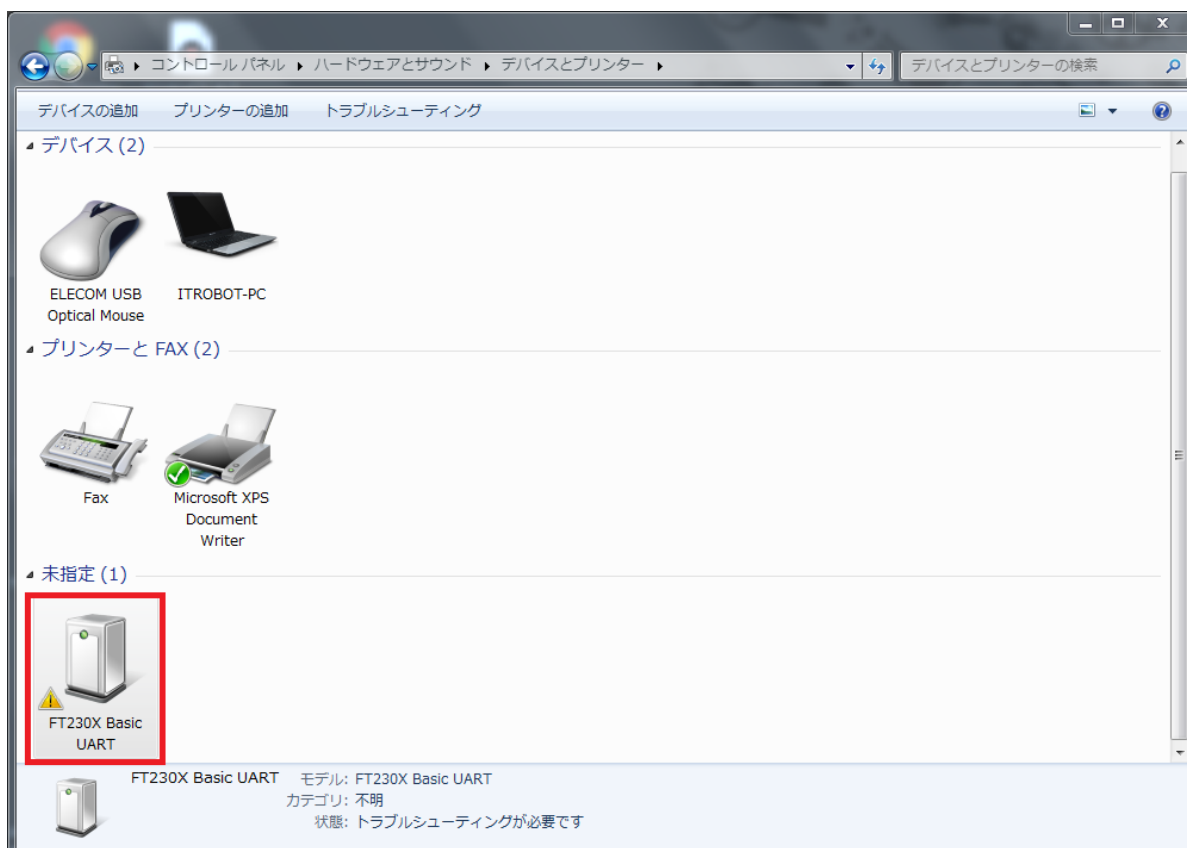 コントロール パネル ▸ ハードウェアとサウンド ▸ デバイスとプリンター ▸
デバイスとプリンターの検索
デバイスの追加 プリンターの追加 トラブルシューティング
デバイス (2)
ELECOM USB
Optical Mouse
ITROBOT-PC
プリンターと FAX (2)
Fax
Microsoft XPS
Document
Writer
未指定 (1)
FT230X Basic
UART
FT230X Basic UART モデル: FT230X Basic UART
カテゴリ: 不明
状態: トラブルシューティングが必要です